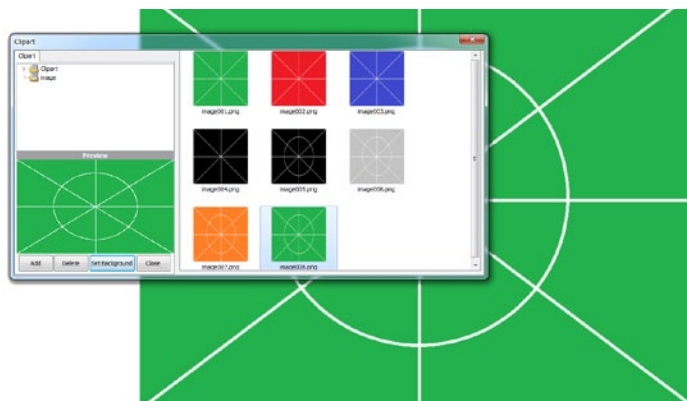 Clipart
Clipart
Clipart
Image
Preview
Add
Delete
Set Background
Close
image001.png
image002.png
image003.png
image004.png
image005.png
image006.png
image007.png
image008.png